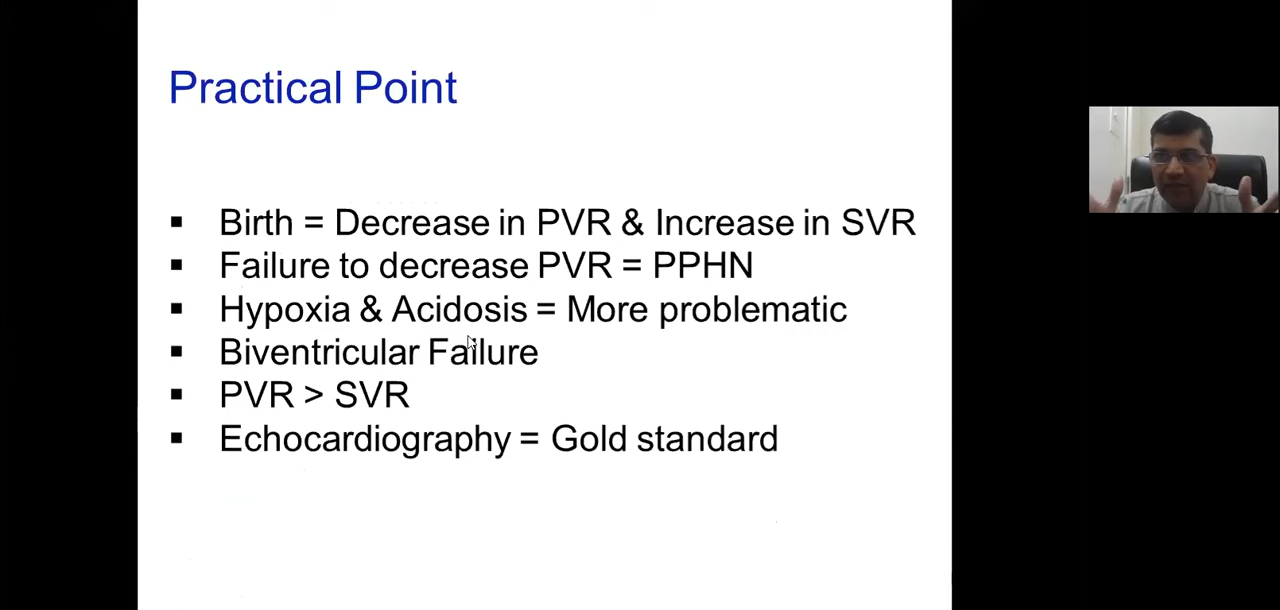 Practical Point
▪ Birth = Decrease in PVR & Increase in SVR
▪ Failure to decrease PVR = PPHN
▪ Hypoxia & Acidosis = More problematic
▪ Biventricular Failure
▪ PVR > SVR
▪ Echocardiography = Gold standard